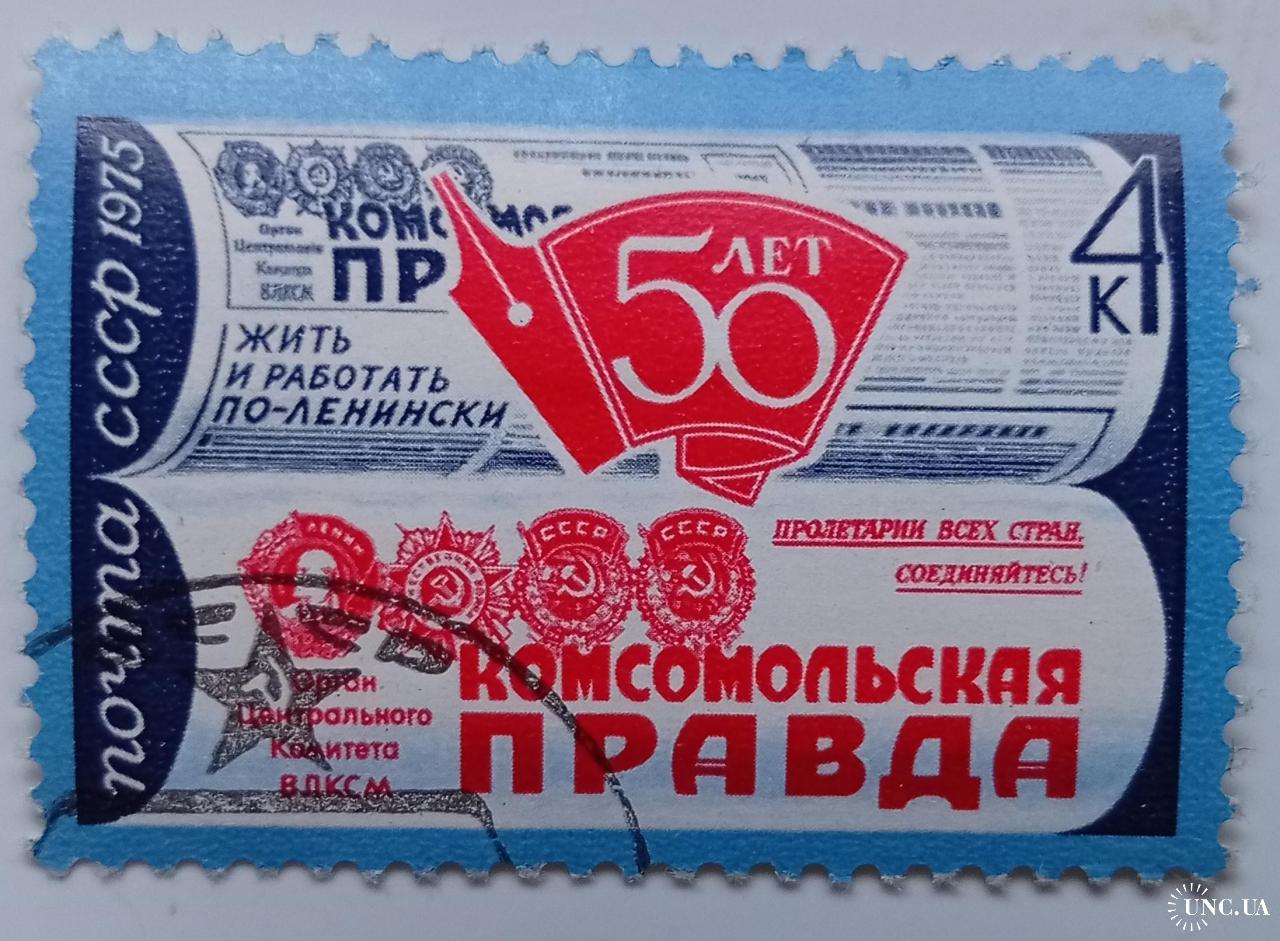 почта СССР 1975
КОМСОМОЛ
ПР
Орган
Центрального
Комитета
ВЛКСМ
ЖИТЬ
И РАБОТАТЬ
ПО-ЛЕНИНСКИ
50 ЛЕТ
4
К
ЛЕНИН
СССР
СССР
ПРОЛЕТАРИИ ВСЕХ СТРАН,
СОЕДИНЯЙТЕСЬ!
Орган
Центрального
Комитета
ВЛКСМ
КОМСОМОЛЬСКАЯ
ПРАВДА
UNC.UA